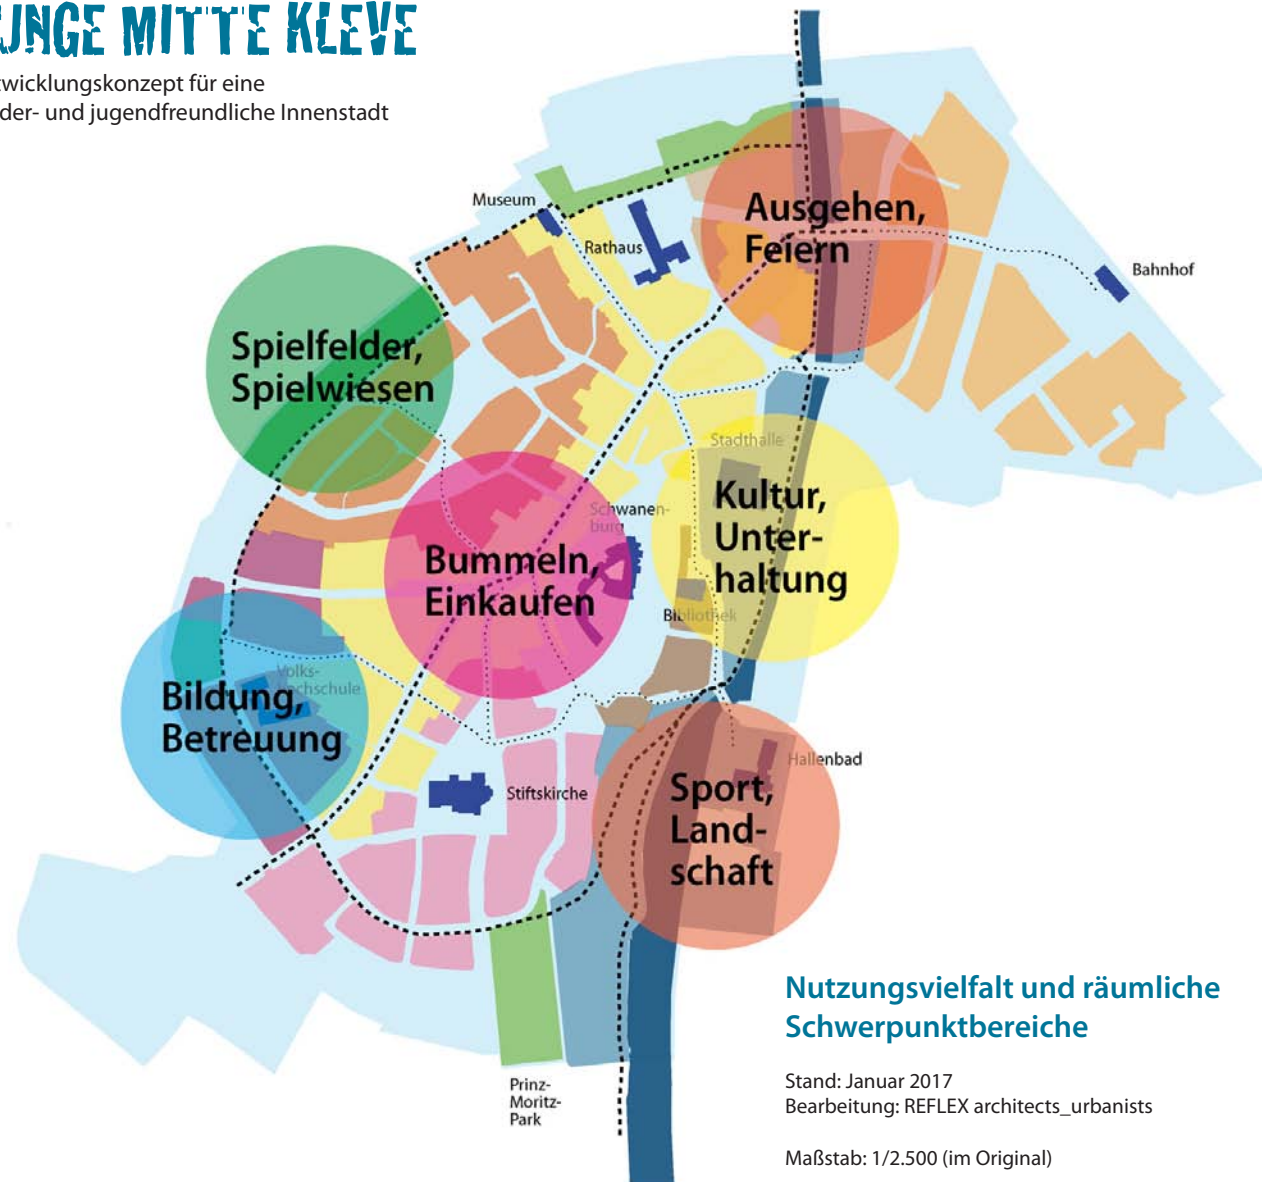 UNGE MITTE KLEVE
twicklungskonzept für eine
der- und jugendfreundliche Innenstadt
Museum
Rathaus
Ausgehen,
Feiern
Bahnhof
Spielfelder,
Spielwiesen
Stadthalle
Kultur,
Unter-
haltung
Schwanen-
burg
Bummeln,
Einkaufen
Bibliothek
Volks-
hochschule
Bildung,
Betreuung
Hallenbad
Sport,
Land-
schaft
Stiftskirche
Prinz-
Moritz-
Park
Nutzungsvielfalt und räumliche
Schwerpunktbereiche
Stand: Januar 2017
Bearbeitung: REFLEX architects_urbanists
Maßstab: 1/2.500 (im Original)